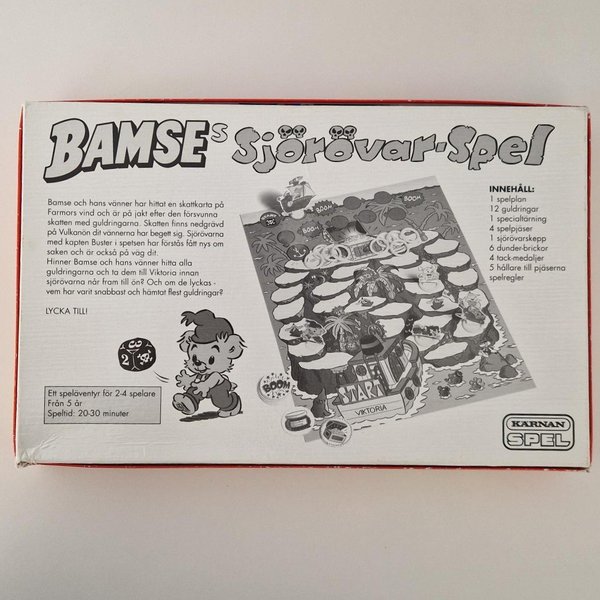 BAMSEs Sjörövar-Spel
Bamse och hans vänner har hittat en skattkarta på
Farmors vind och är på jakt efter den försvunna
skatten med guldringarna. Skatten finns nedgrävd
på Vulkanön dit vännerna har begett sig. Sjörövarna
med kapten Buster i spetsen har förstås fått nys om
saken och är också på väg dit.
Hinner Bamse och hans vänner hitta alla
guldringarna och ta dem till Viktoria innan
sjörövarna når fram till ön? Och om de lyckas -
vem har varit snabbast och hämtat flest guldringar?
LYCKA TILL!
2 3
Ett speläventyr för 2-4 spelare
Från 5 år
Speltid: 20-30 minuter
BOOM
BOOM
BOOM
BOOM
START
VIKTORIA
INNEHÅLL:
1 spelplan
12 guldringar
1 specialtärning
4 spelpjäser
1 sjörövarskepp
6 dunder-brickor
4 tack-medaljer
5 hållare till pjäserna
spelregler
KÄRNAN
SPEL